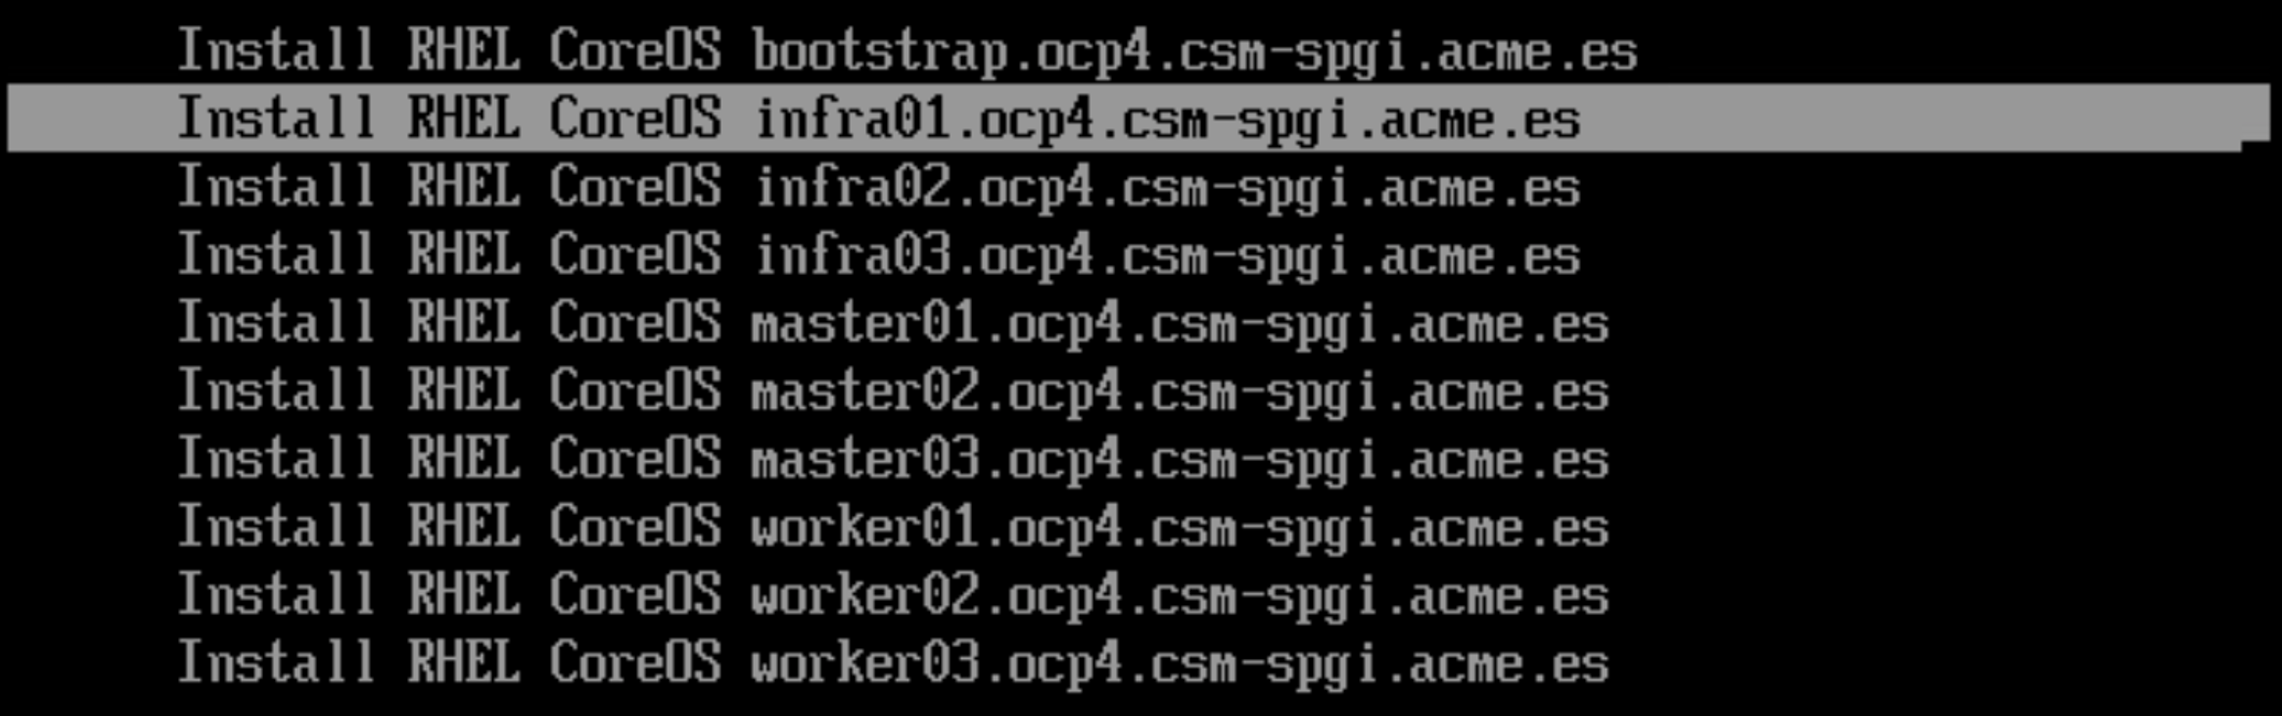 Install RHEL CoreOS bootstrap.ocp4.csm-spgi.acme.es
Install RHEL CoreOS infra01.ocp4.csm-spgi.acme.es
Install RHEL CoreOS infra02.ocp4.csm-spgi.acme.es
Install RHEL CoreOS infra03.ocp4.csm-spgi.acme.es
Install RHEL CoreOS master01.ocp4.csm-spgi.acme.es
Install RHEL CoreOS master02.ocp4.csm-spgi.acme.es
Install RHEL CoreOS master03.ocp4.csm-spgi.acme.es
Install RHEL CoreOS worker01.ocp4.csm-spgi.acme.es
Install RHEL CoreOS worker02.ocp4.csm-spgi.acme.es
Install RHEL CoreOS worker03.ocp4.csm-spgi.acme.es